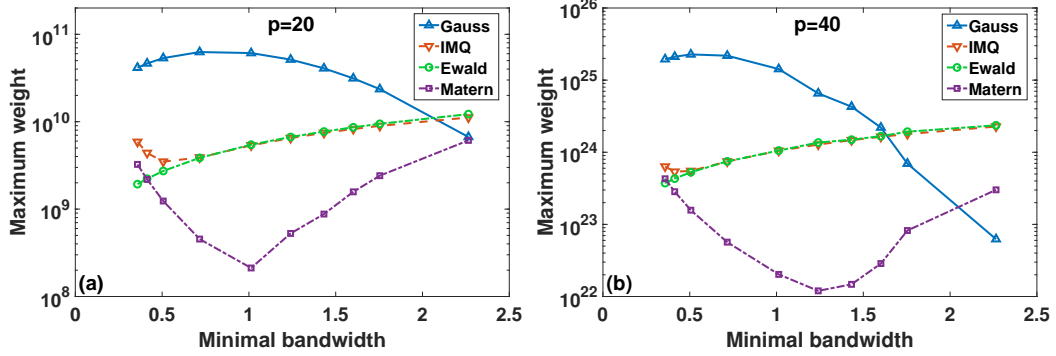 p=20
Gauss
IMQ
Ewald
Matern
10^11
10^10
10^9
10^8
Maximum weight
(a)
0 0.5 1 1.5 2 2.5
Minimal bandwidth
p=40
Gauss
IMQ
Ewald
Matern
10^26
10^25
10^24
10^23
10^22
Maximum weight
(b)
0 0.5 1 1.5 2 2.5
Minimal bandwidth